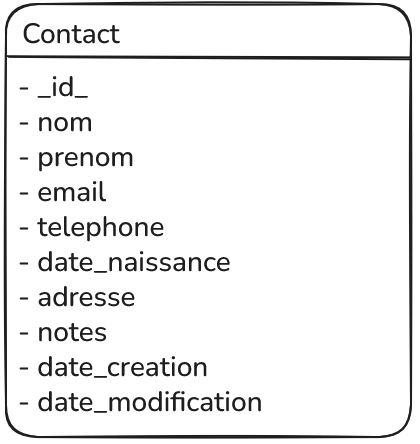 Contact
- _id_
- nom
- prenom
- email
- telephone
- date_naissance
- adresse
- notes
- date_creation
- date_modification